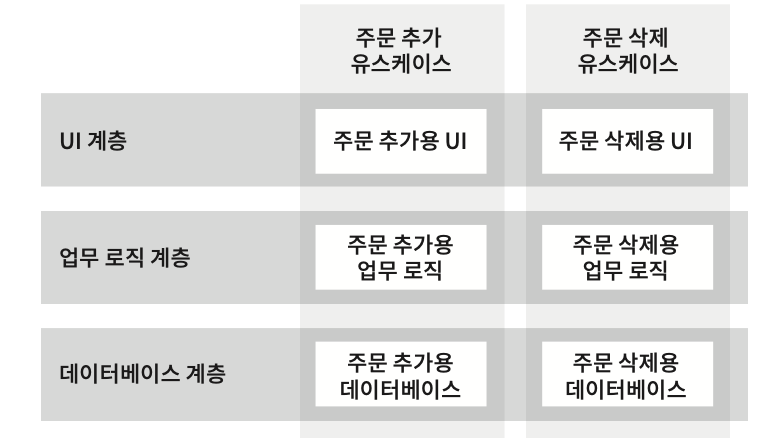 주문 추가
유스케이스
주문 삭제
유스케이스
UI 계층
주문 추가용 UI
주문 삭제용 UI
업무 로직 계층
주문 추가용
업무 로직
주문 삭제용
업무 로직
데이터베이스 계층
주문 추가용
데이터베이스
주문 삭제용
데이터베이스